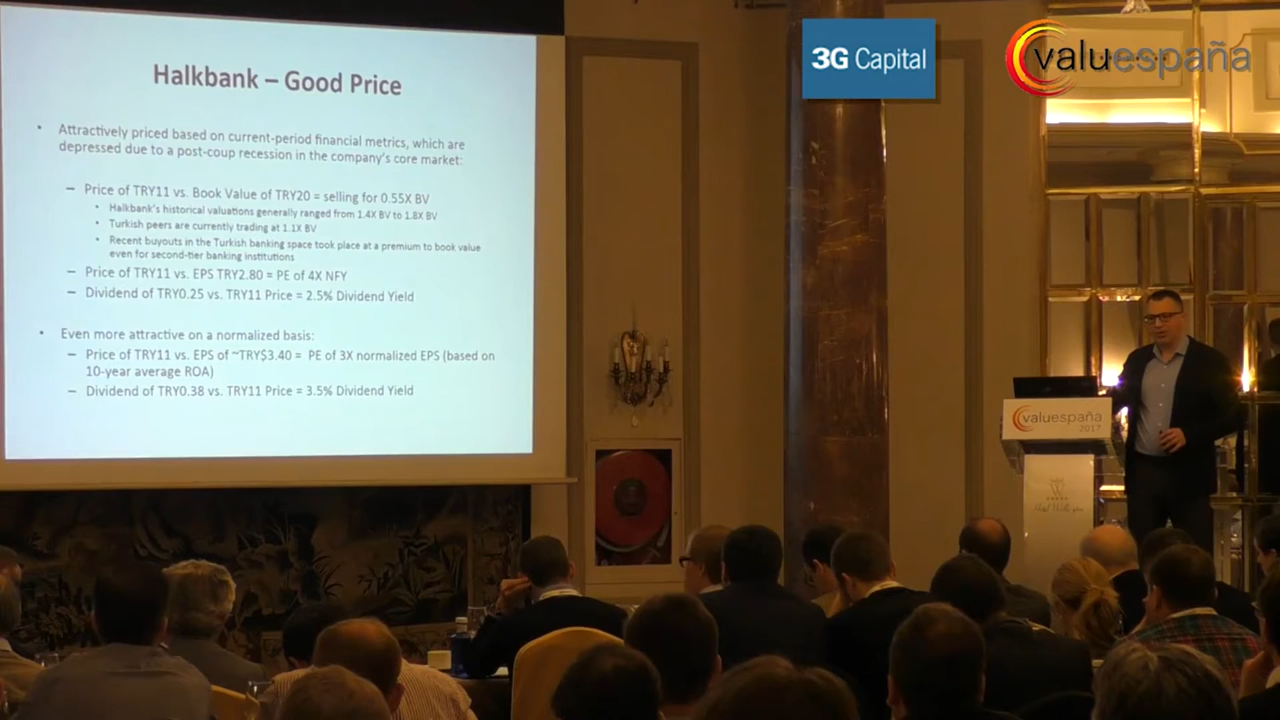 Halkbank – Good Price
• Attractively priced based on current-period financial metrics, which are
depressed due to a post-coup recession in the company's core market:
– Price of TRY11 vs. Book Value of TRY20 = selling for 0.55X BV
• Halkbank's historical valuations generally ranged from 1.4X BV to 1.8X BV
• Turkish peers are currently trading at 1.1X BV
• Recent buyouts in the Turkish banking space took place at a premium to book value
even for second-tier banking institutions
– Price of TRY11 vs. EPS TRY2.80 = PE of 4X NFY
– Dividend of TRY0.25 vs. TRY11 Price = 2.5% Dividend Yield
• Even more attractive on a normalized basis:
– Price of TRY11 vs. EPS of ~TRY$3.40 = PE of 3X normalized EPS (based on
10-year average ROA)
– Dividend of TRY0.38 vs. TRY11 Price = 3.5% Dividend Yield
3G Capital
valuespaña
valuespaña
2017
W